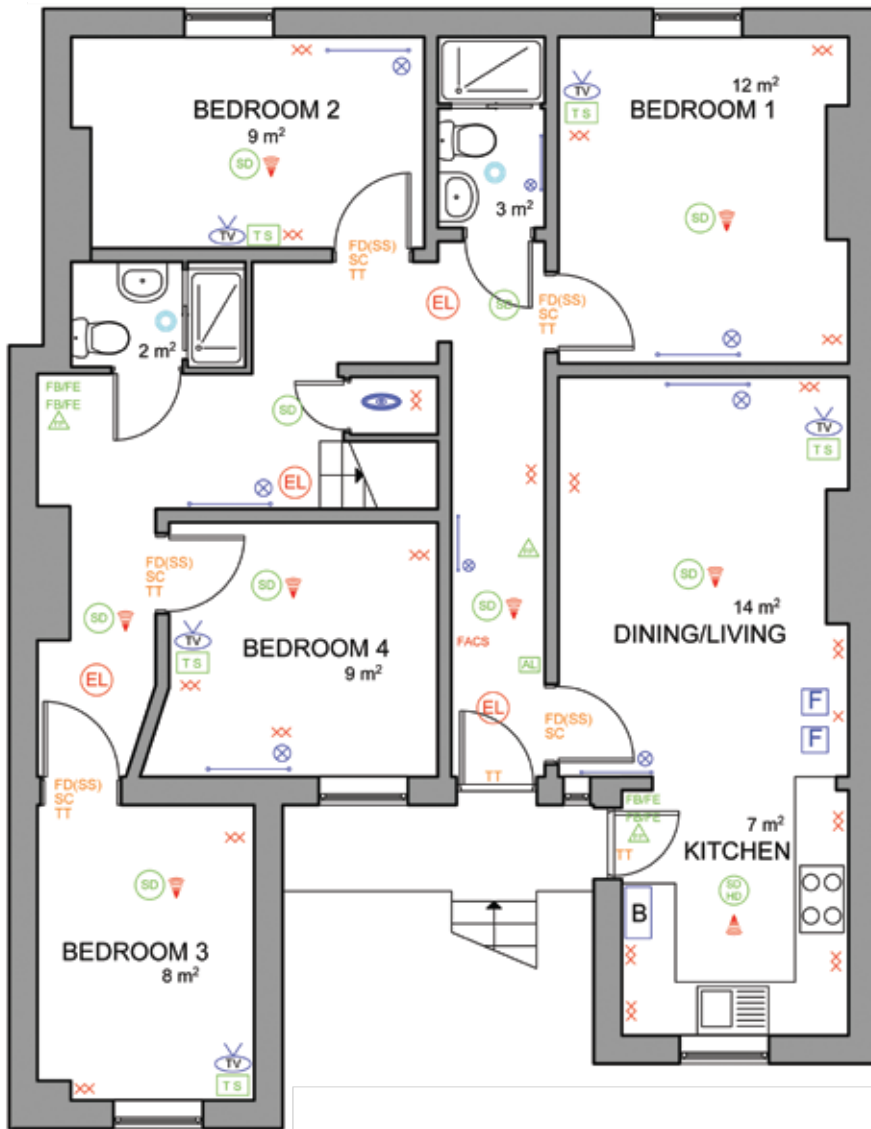 BEDROOM 2
9 m²
SD
TV
TS
FD(SS)
SC
TT
3 m²
EL
SD
FD(SS)
SC
TT
12 m²
BEDROOM 1
TV
TS
SD
2 m²
FB/FE
FB/FE
SD
EL
FD(SS)
SC
TT
SD
EL
SD
TV
TS
BEDROOM 4
9 m²
SD
FACS
AL
EL
TT
FD(SS)
SC
TV
TS
SD
14 m²
DINING/LIVING
F
F
FB/FE
FB/FE
TT
7 m²
KITCHEN
SD
HD
B
FD(SS)
SC
TT
SD
BEDROOM 3
8 m²
TV
TS